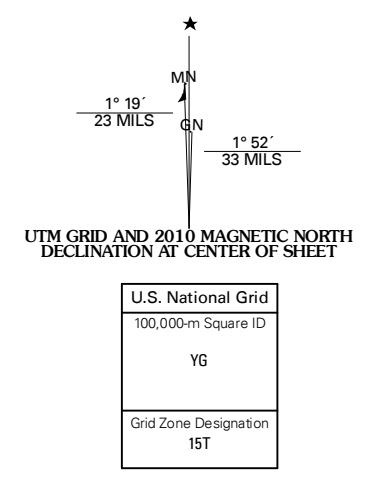 ★
MN
1° 19´
23 MILS
GN
1° 52´
33 MILS
UTM GRID AND 2010 MAGNETIC NORTH
DECLINATION AT CENTER OF SHEET
U.S. National Grid
100,000-m Square ID
YG
Grid Zone Designation
15T